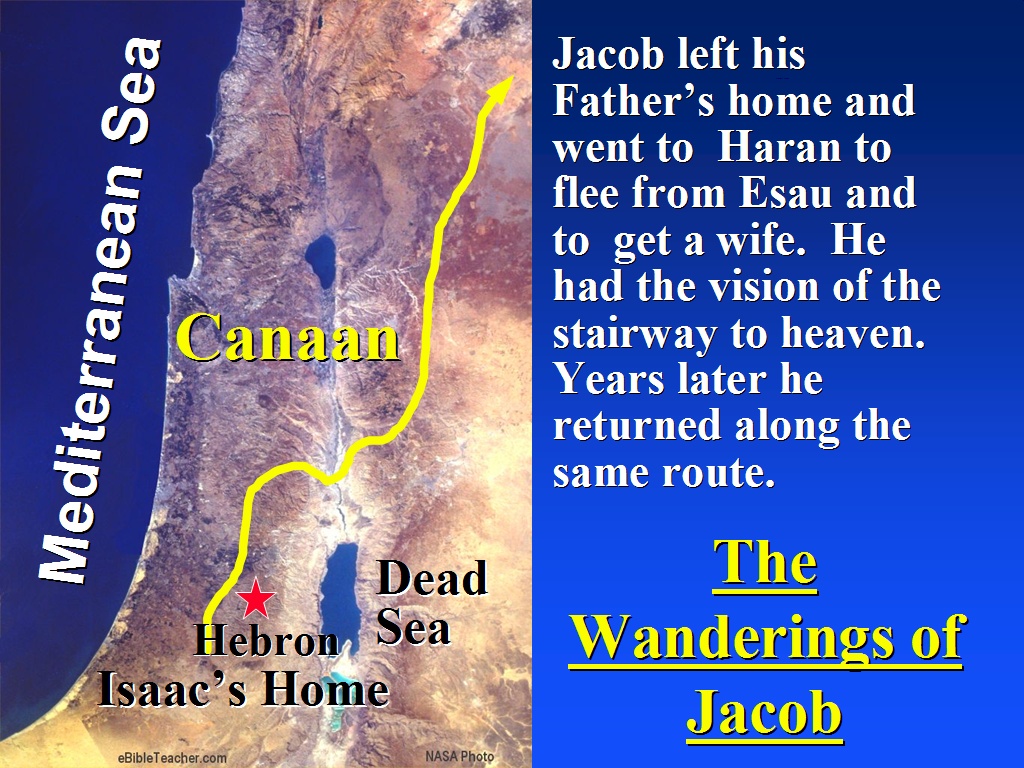 Mediterranean Sea
Canaan
Dead
Sea
Hebron
Isaac’s Home
eBibleTeacher.com
NASA Photo
Jacob left his
Father’s home and
went to  Haran to
flee from Esau and
to  get a wife.  He
had the vision of the
stairway to heaven.
Years later he
returned along the
same route.
The
Wanderings of
Jacob